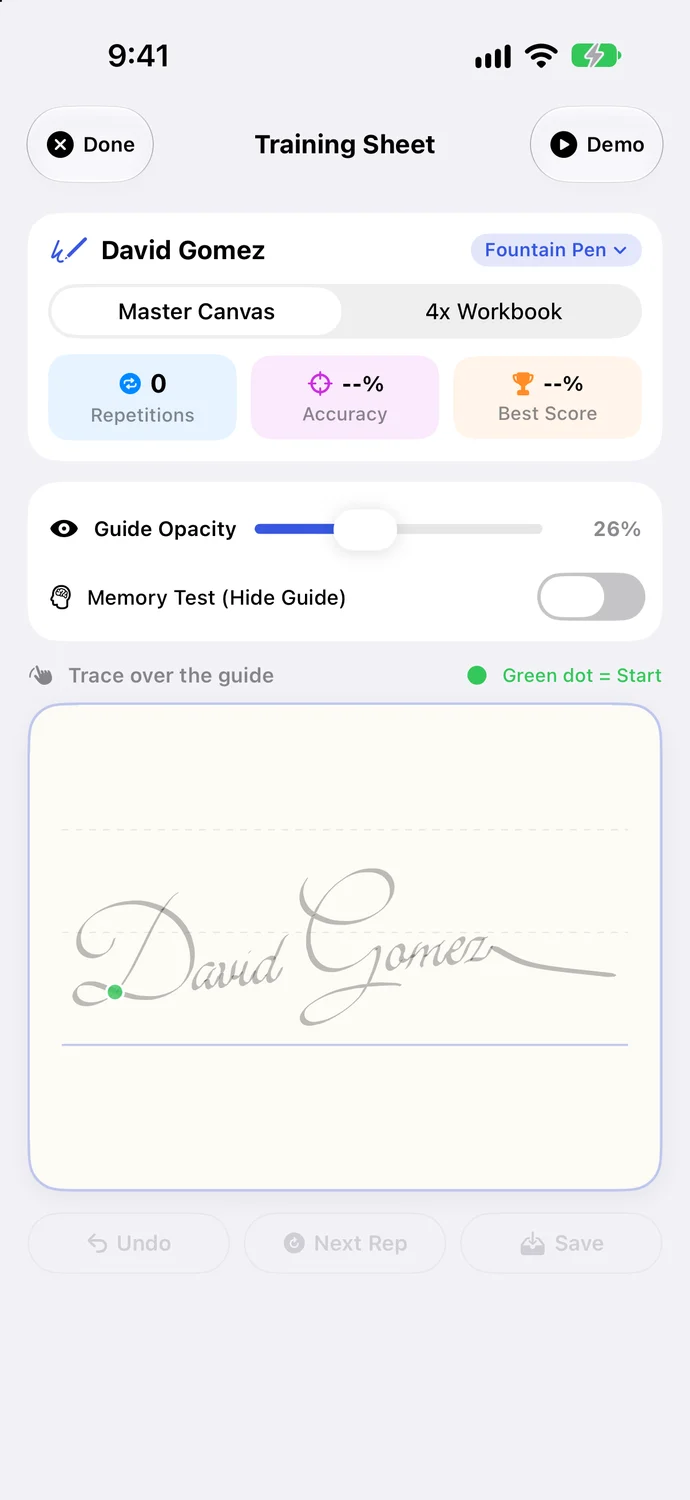 9:41
Done
Training Sheet
Demo
David Gomez
Fountain Pen
Master Canvas
4x Workbook
0
Repetitions
--%
Accuracy
--%
Best Score
Guide Opacity
26%
Memory Test (Hide Guide)
Trace over the guide
Green dot = Start
David Gomez
Undo
Next Rep
Save